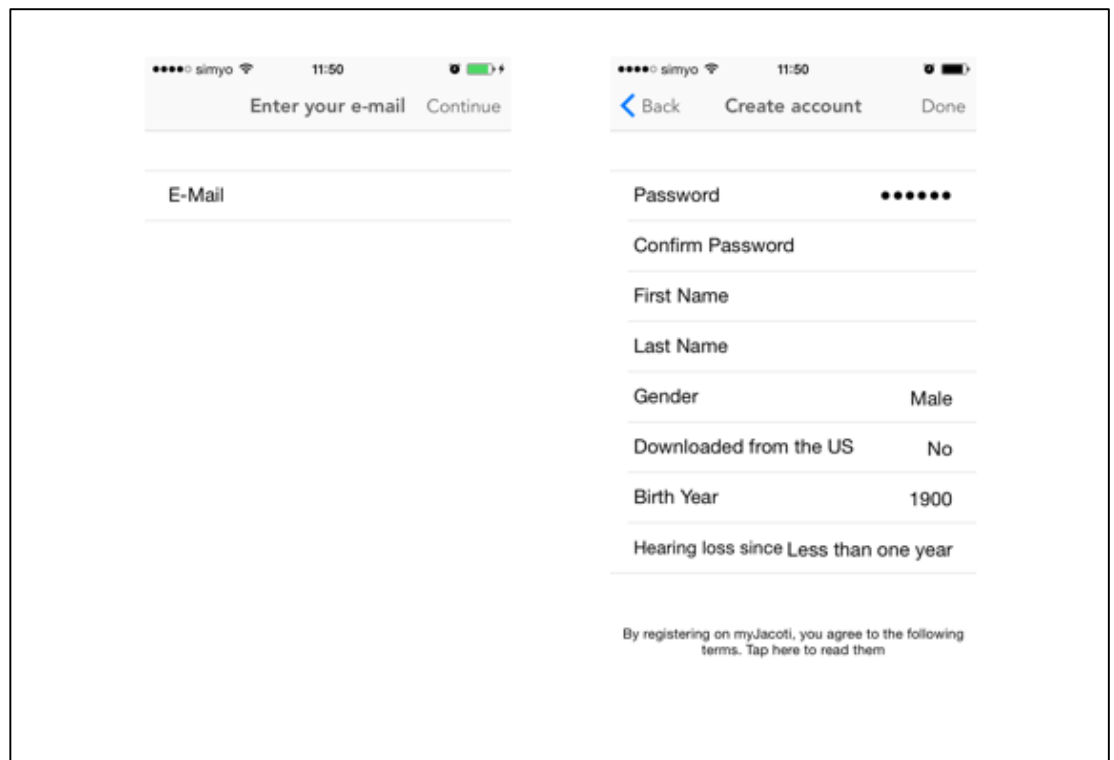 simyo 11:50
Enter your e-mail Continue
E-Mail
simyo 11:50
Back Create account Done
Password ••••••
Confirm Password
First Name
Last Name
Gender Male
Downloaded from the US No
Birth Year 1900
Hearing loss since Less than one year
By registering on myJacoti, you agree to the following
terms. Tap here to read them